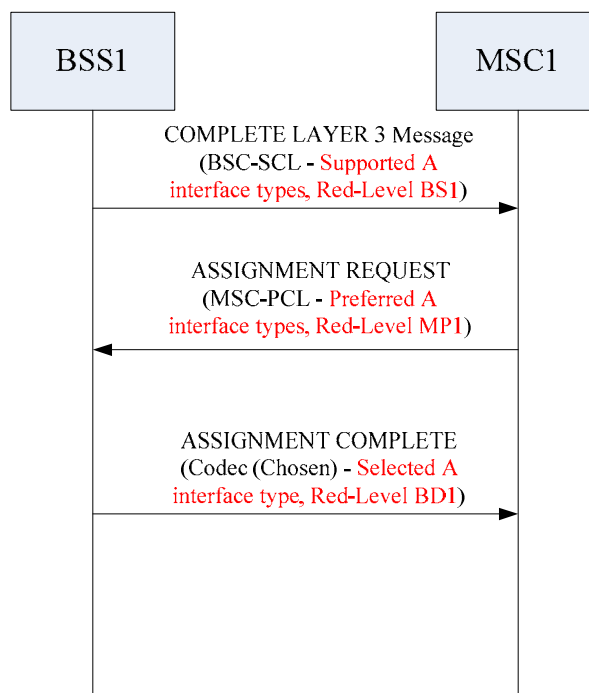 BSS1
MSC1
COMPLETE LAYER 3 Message
(BSC-SCL - Supported A
interface types, Red-Level BS1)
ASSIGNMENT REQUEST
(MSC-PCL - Preferred A
interface types, Red-Level MP1)
ASSIGNMENT COMPLETE
(Codec (Chosen) - Selected A
interface type, Red-Level BD1)